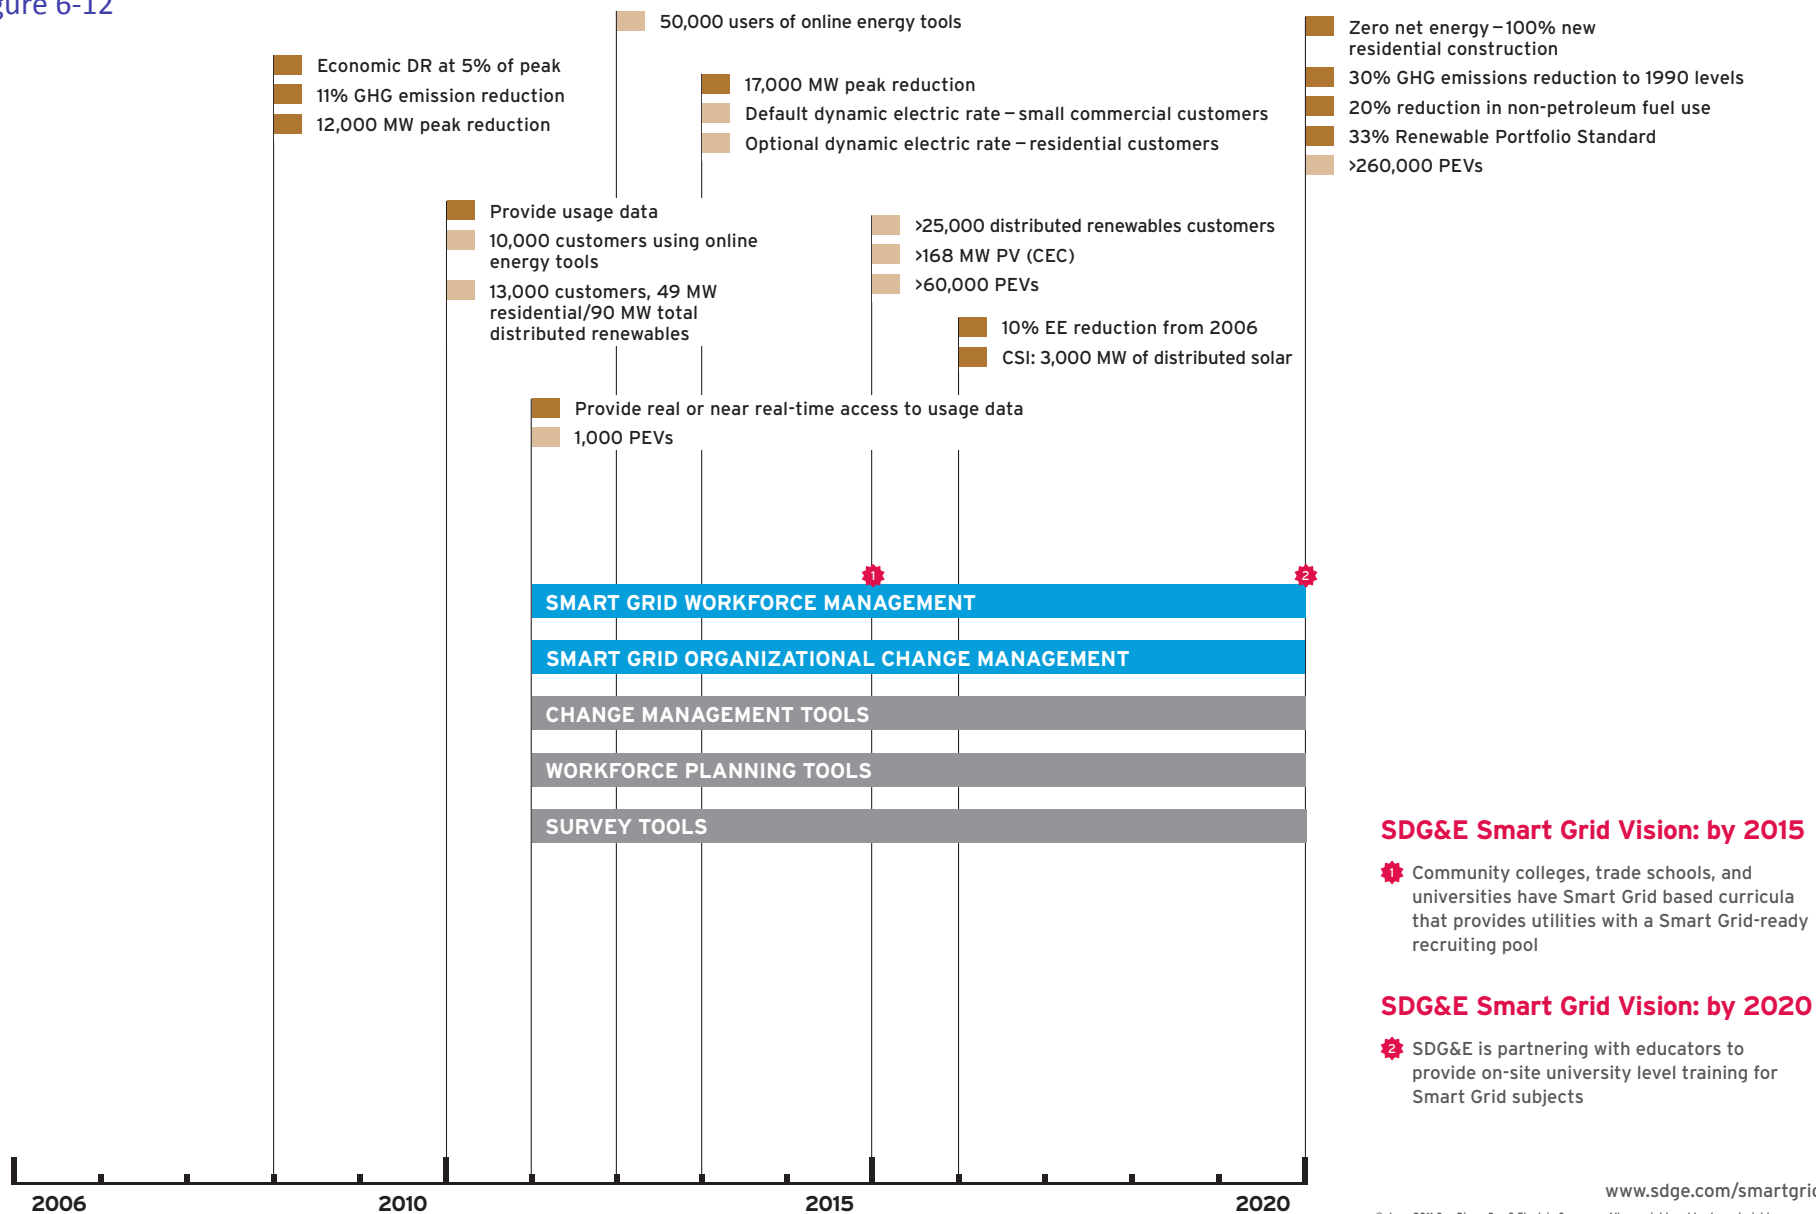 gure 6-12
50,000 users of online energy tools
Economic DR at 5% of peak
11% GHG emission reduction
12,000 MW peak reduction
17,000 MW peak reduction
Default dynamic electric rate – small commercial customers
Optional dynamic electric rate – residential customers
Zero net energy – 100% new
residential construction
30% GHG emissions reduction to 1990 levels
20% reduction in non-petroleum fuel use
33% Renewable Portfolio Standard
>260,000 PEVs
Provide usage data
10,000 customers using online
energy tools
13,000 customers, 49 MW
residential/90 MW total
distributed renewables
>25,000 distributed renewables customers
>168 MW PV (CEC)
>60,000 PEVs
10% EE reduction from 2006
CSI: 3,000 MW of distributed solar
Provide real or near real-time access to usage data
1,000 PEVs
1
2
SMART GRID WORKFORCE MANAGEMENT
SMART GRID ORGANIZATIONAL CHANGE MANAGEMENT
CHANGE MANAGEMENT TOOLS
WORKFORCE PLANNING TOOLS
SURVEY TOOLS
SDG&E Smart Grid Vision: by 2015
1 Community colleges, trade schools, and
universities have Smart Grid based curricula
that provides utilities with a Smart Grid-ready
recruiting pool
SDG&E Smart Grid Vision: by 2020
2 SDG&E is partnering with educators to
provide on-site university level training for
Smart Grid subjects
2006
2010
2015
2020
www.sdge.com/smartgrid